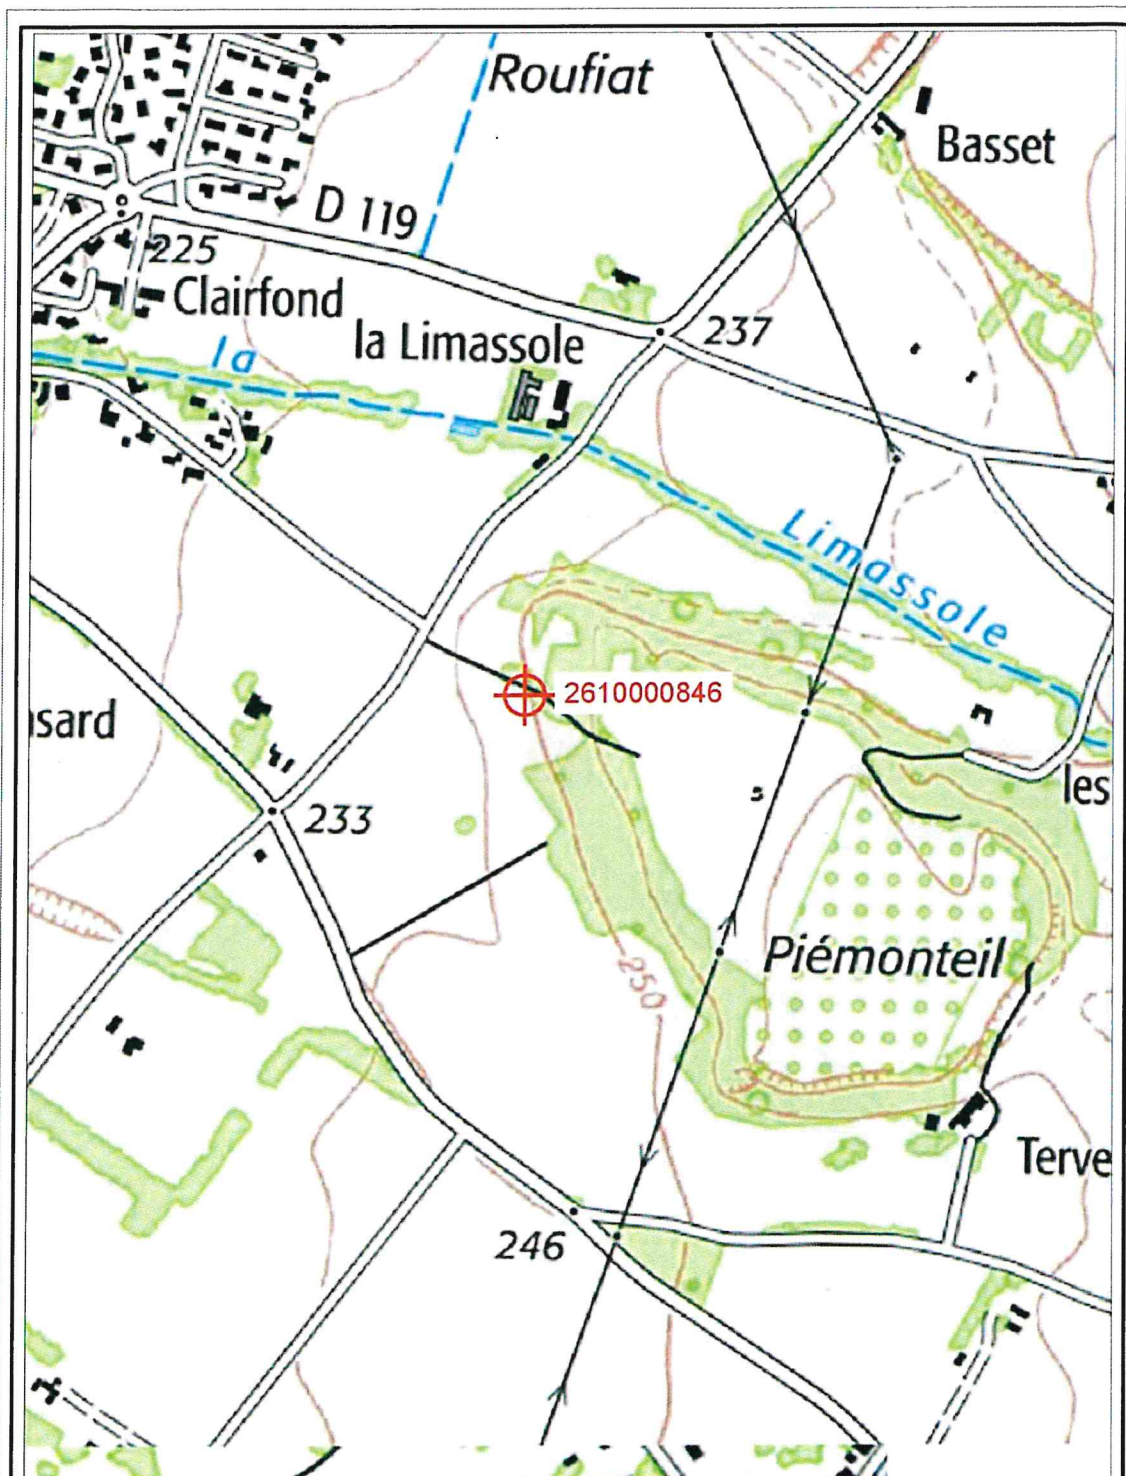 Roufiat
Basset
D 119
225
Clairfond
la Limassole
237
la
Limassole
2610000846
sard
233
les
Piémonteil
250
Terve
246